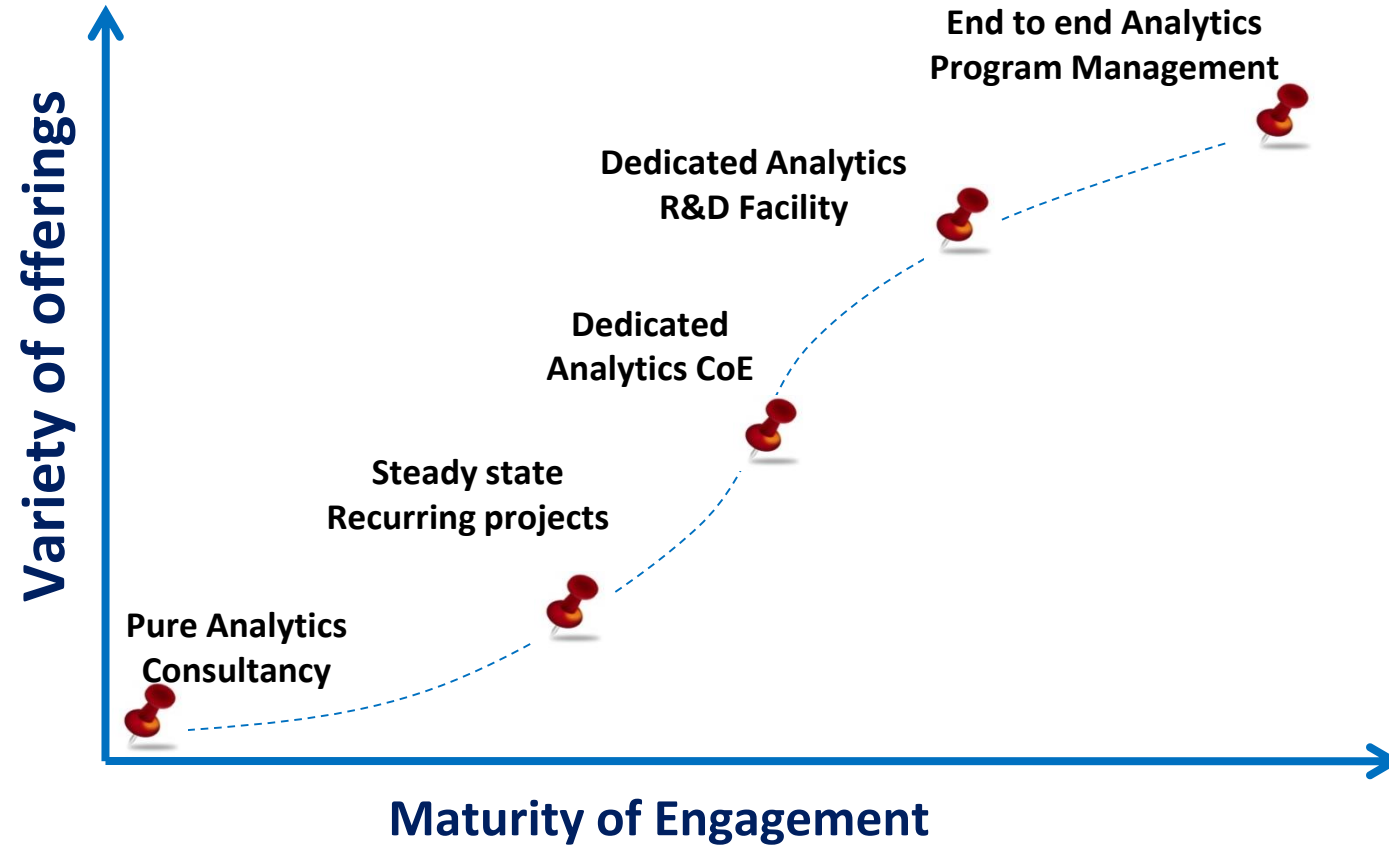 End to end Analytics
Program Management
Dedicated Analytics
R&D Facility
Dedicated
Analytics CoE
Steady state
Recurring projects
Pure Analytics
Consultancy
Variety of offerings
Maturity of Engagement